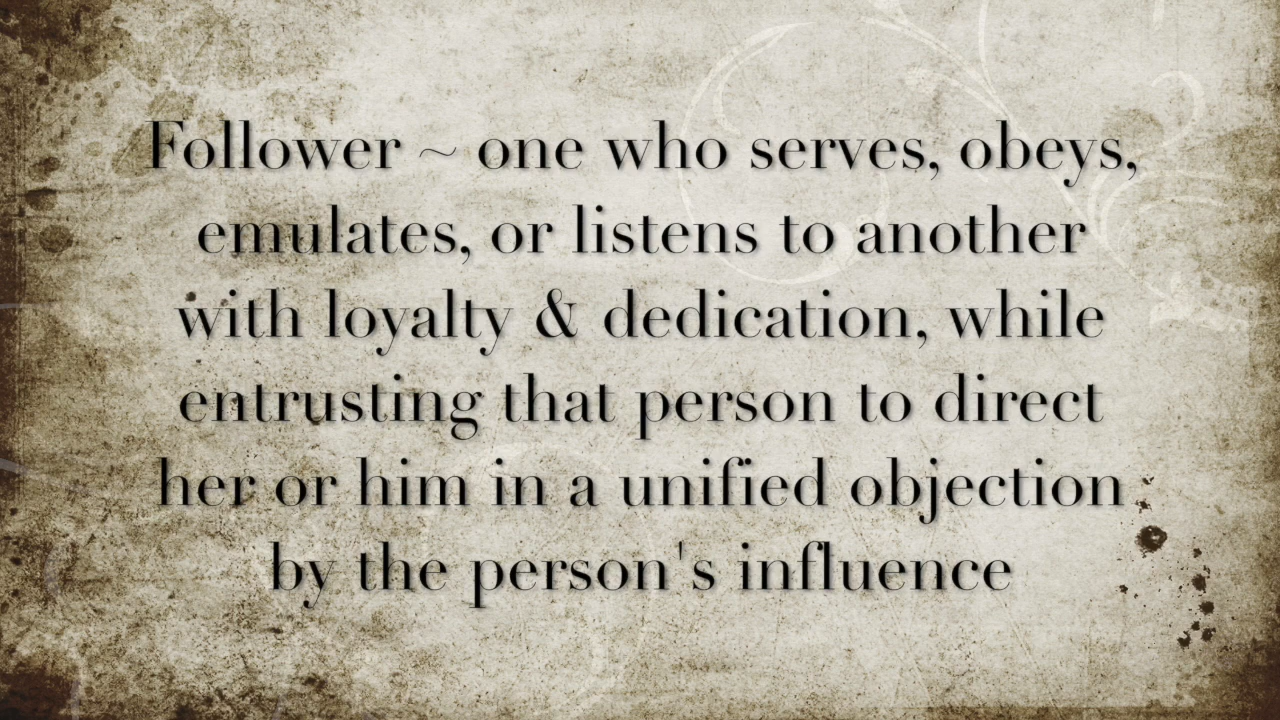 Follower ~ one who serves, obeys,
emulates, or listens to another
with loyalty & dedication, while
entrusting that person to direct
her or him in a unified objection
by the person's influence